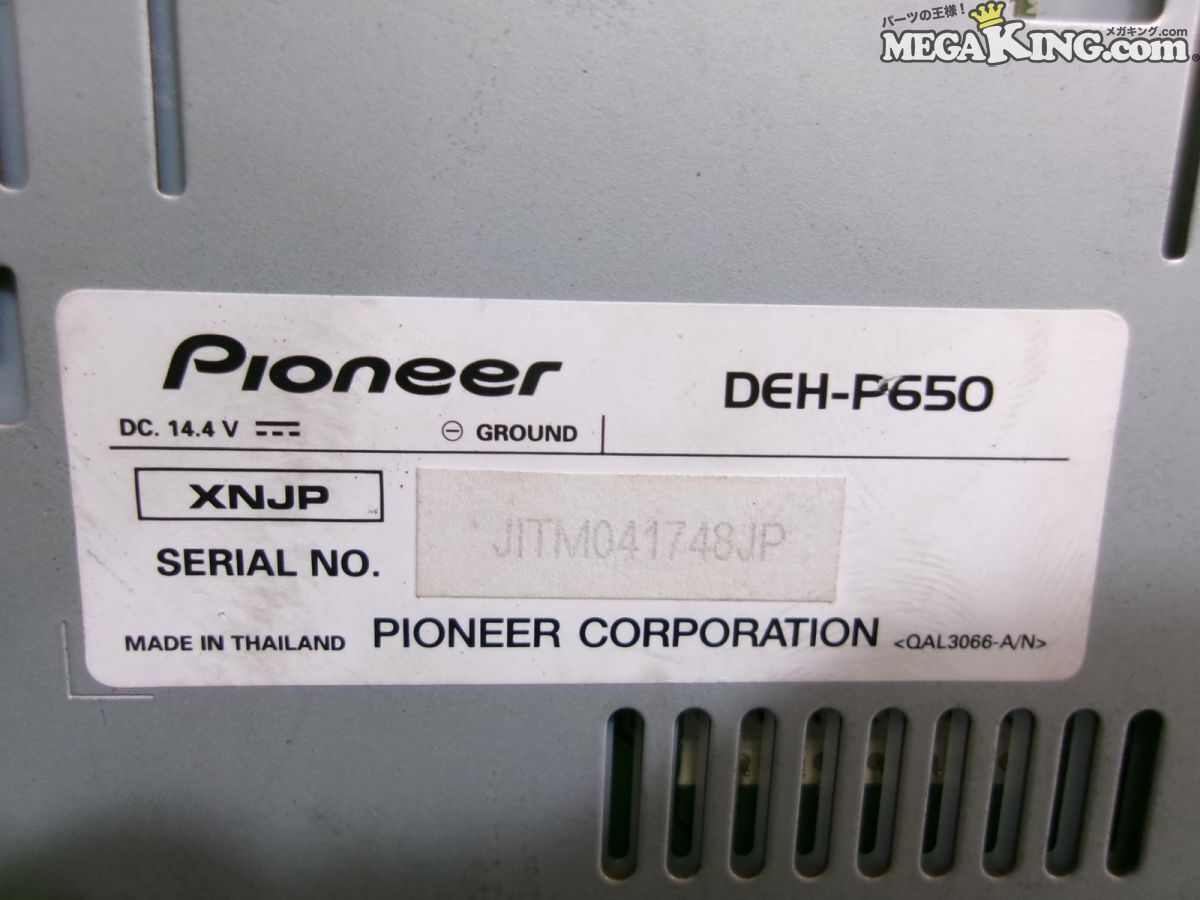 パーツの王様！
メガキング.com
MEGAKING.com
Pioneer
DEH-P650
DC. 14.4 V
⊖ GROUND
XNJP
SERIAL NO.
JITM041748JP
MADE IN THAILAND
PIONEER CORPORATION
<QAL3066-A/N>